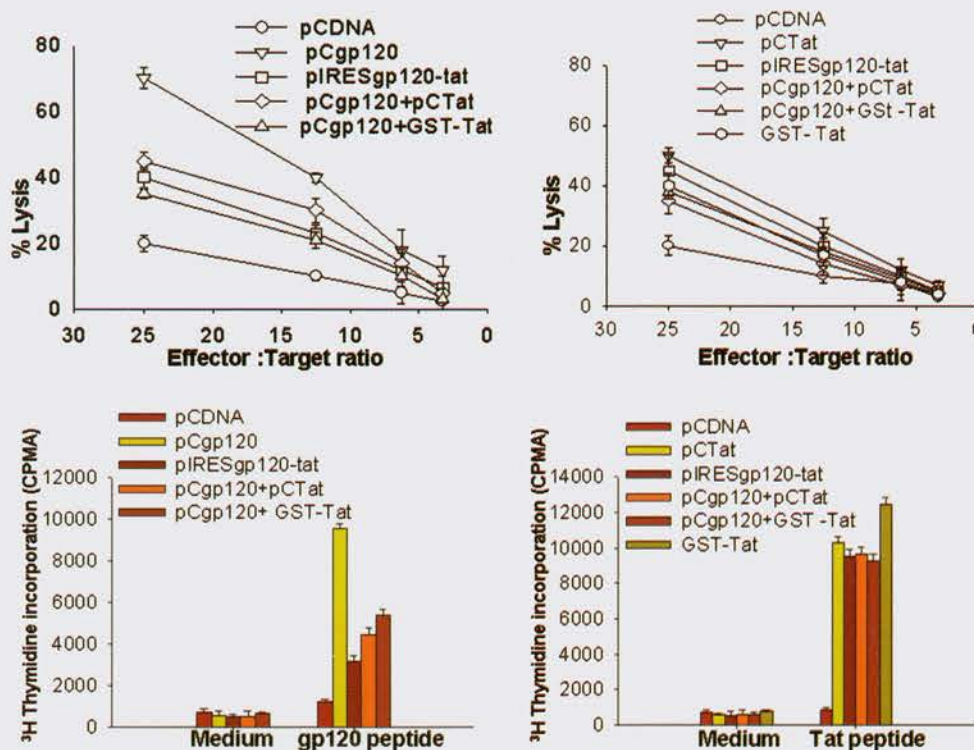 pCDNA
pCgp120
pIRESgp120-tat
pCgp120+pCTat
pCgp120+GST-Tat
80
60
40
20
0
% Lysis
30 25 20 15 10 5 0
Effector :Target ratio
pCDNA
pCTat
pIRESgp120-tat
pCgp120+pCTat
pCgp120+GSt -Tat
GST- Tat
80
60
40
20
0
% Lysis
30 25 20 15 10 5 0
Effector :Target ratio
pCDNA
pCgp120
pIRESgp120-tat
pCgp120+pCTat
pCgp120+ GST-Tat
12000
10000
8000
6000
4000
2000
0
³H Thymidine incorporation (CPMA)
Medium gp120 peptide
pCDNA
pCTat
pIRESgp120-tat
pCgp120+pCTat
pCgp120+GST -Tat
GST-Tat
14000
12000
10000
8000
6000
4000
2000
0
³H Thymidine incorporation (CPMA)
Medium Tat peptide